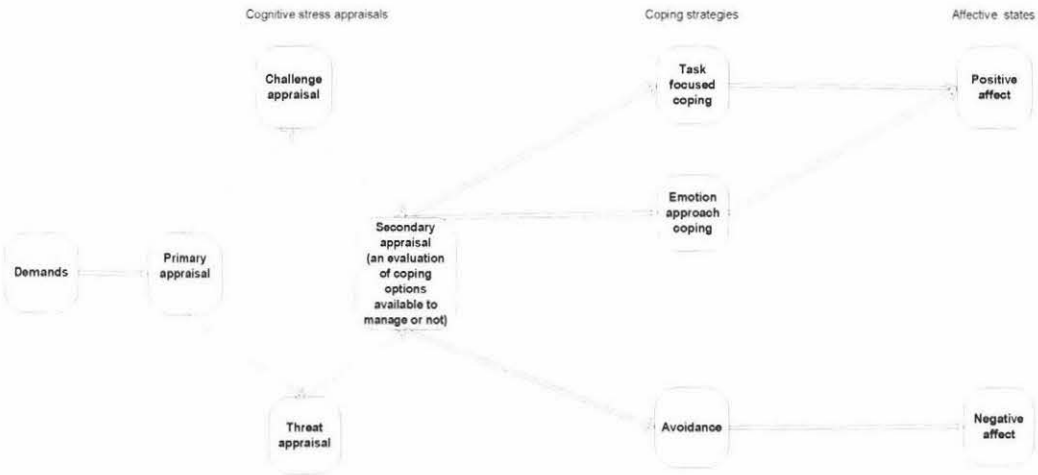 Cognitive stress appraisals
Coping strategies
Affective states
Challenge
appraisal
Task
focused
coping
Positive
affect
Emotion
approach
coping
Secondary
appraisal
(an evaluation
of coping
options
available to
manage or not)
Demands
Primary
appraisal
Threat
appraisal
Avoidance
Negative
affect